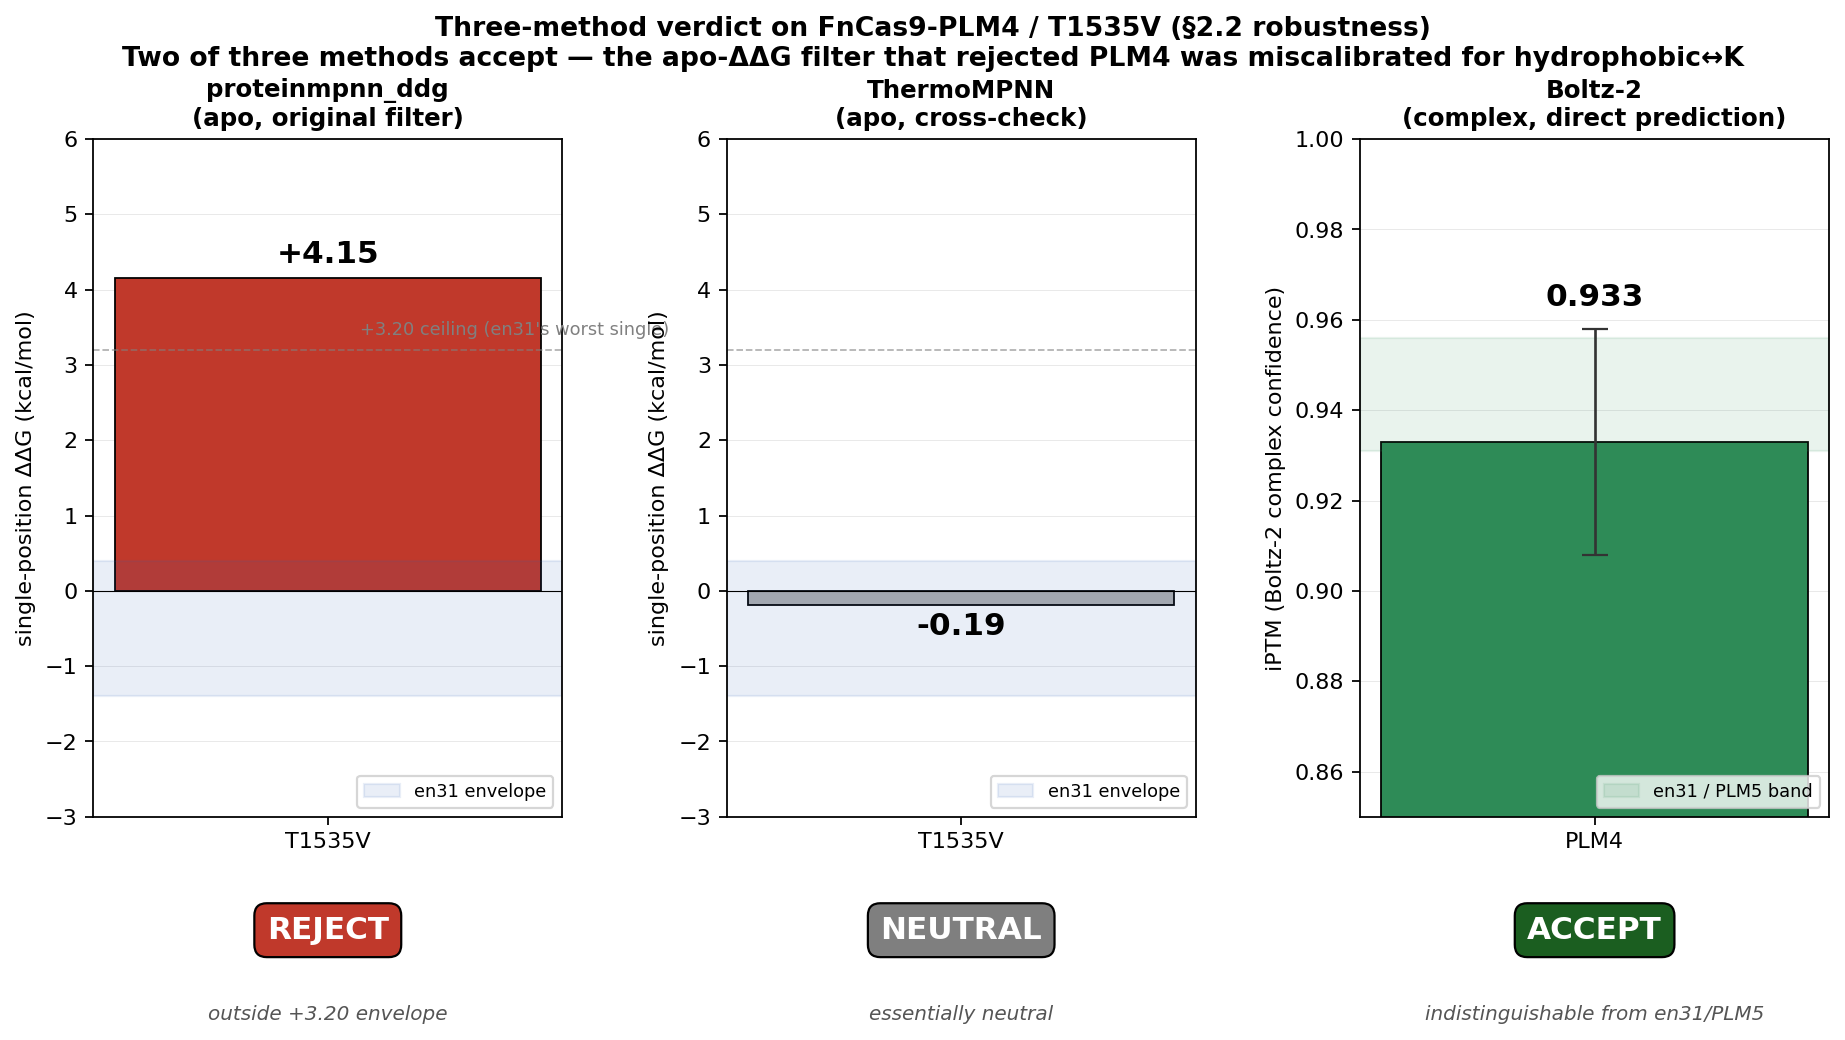 Three-method verdict on FnCas9-PLM4 / T1535V (§2.2 robustness)
Two of three methods accept — the apo-ΔΔG filter that rejected PLM4 was miscalibrated for hydrophobic↔K
proteinmpnn_ddg
(apo, original filter)
6
5
4
3
2
1
0
−1
−2
−3
single-position ΔΔG (kcal/mol)
+4.15
+3.20 ceiling (en31's worst single)
en31 envelope
T1535V
REJECT
outside +3.20 envelope
ThermoMPNN
(apo, cross-check)
6
5
4
3
2
1
0
−1
−2
−3
single-position ΔΔG (kcal/mol)
-0.19
en31 envelope
T1535V
NEUTRAL
essentially neutral
Boltz-2
(complex, direct prediction)
1.00
0.98
0.96
0.94
0.92
0.90
0.88
0.86
iPTM (Boltz-2 complex confidence)
0.933
en31 / PLM5 band
PLM4
ACCEPT
indistinguishable from en31/PLM5